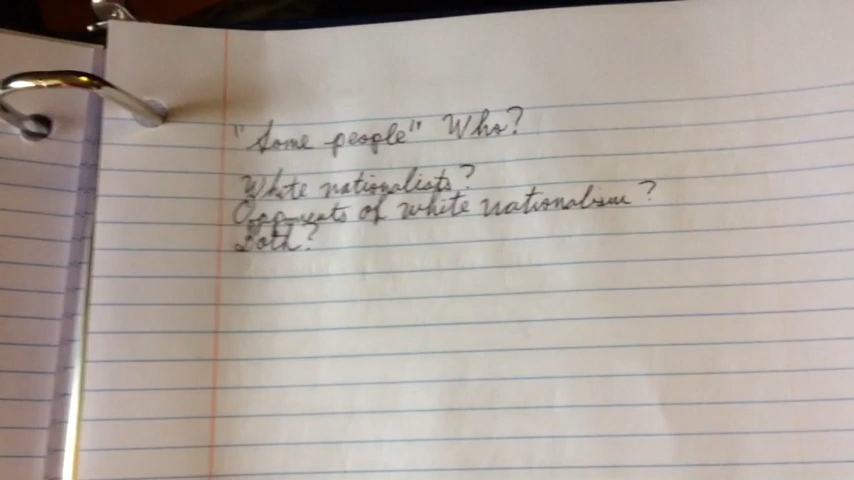 "Some people" Who?
White nationalists?
Opponents of white nationalism?
Both?